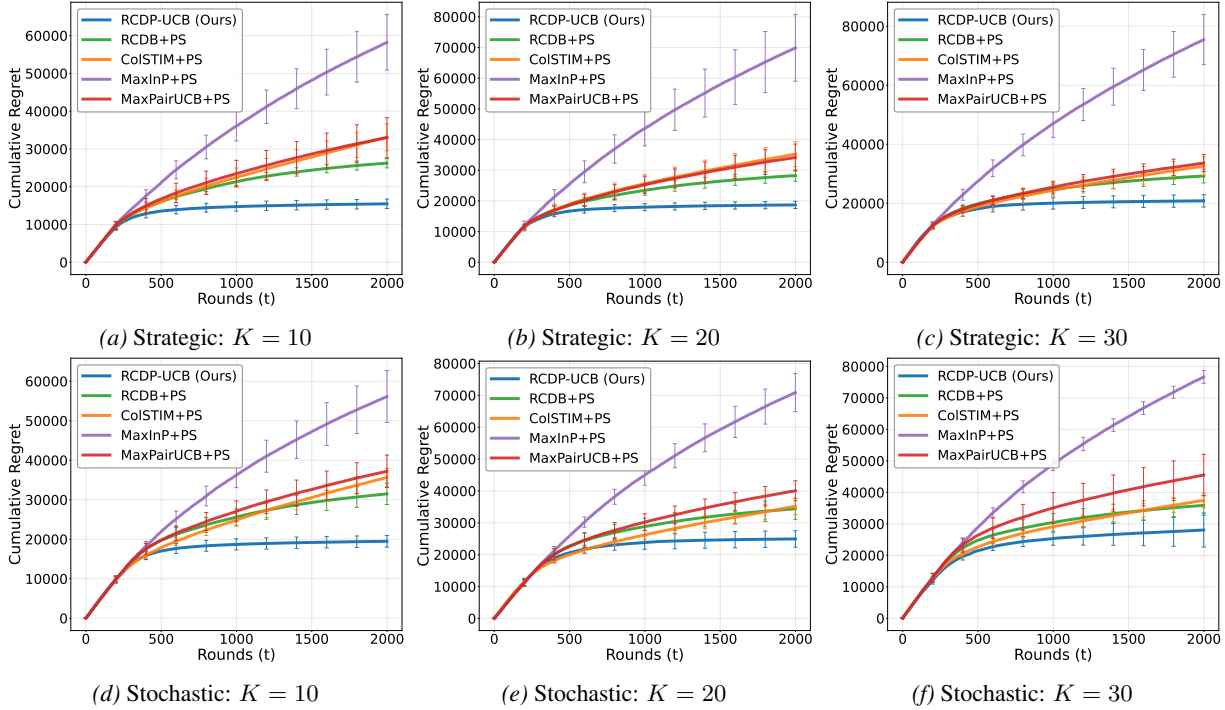 RCDP-UCB (Ours)
RCDB+PS
ColSTIM+PS
MaxInP+PS
MaxPairUCB+PS
Cumulative Regret
60000
50000
40000
30000
20000
10000
0
0 500 1000 1500 2000
Rounds (t)
(a) Strategic: K = 10
RCDP-UCB (Ours)
RCDB+PS
ColSTIM+PS
MaxInP+PS
MaxPairUCB+PS
Cumulative Regret
80000
70000
60000
50000
40000
30000
20000
10000
0
0 500 1000 1500 2000
Rounds (t)
(b) Strategic: K = 20
RCDP-UCB (Ours)
RCDB+PS
ColSTIM+PS
MaxInP+PS
MaxPairUCB+PS
Cumulative Regret
80000
60000
40000
20000
0
0 500 1000 1500 2000
Rounds (t)
(c) Strategic: K = 30
RCDP-UCB (Ours)
RCDB+PS
ColSTIM+PS
MaxInP+PS
MaxPairUCB+PS
Cumulative Regret
60000
50000
40000
30000
20000
10000
0
0 500 1000 1500 2000
Rounds (t)
(d) Stochastic: K = 10
RCDP-UCB (Ours)
RCDB+PS
ColSTIM+PS
MaxInP+PS
MaxPairUCB+PS
Cumulative Regret
80000
70000
60000
50000
40000
30000
20000
10000
0
0 500 1000 1500 2000
Rounds (t)
(e) Stochastic: K = 20
RCDP-UCB (Ours)
RCDB+PS
ColSTIM+PS
MaxInP+PS
MaxPairUCB+PS
Cumulative Regret
80000
70000
60000
50000
40000
30000
20000
10000
0
0 500 1000 1500 2000
Rounds (t)
(f) Stochastic: K = 30